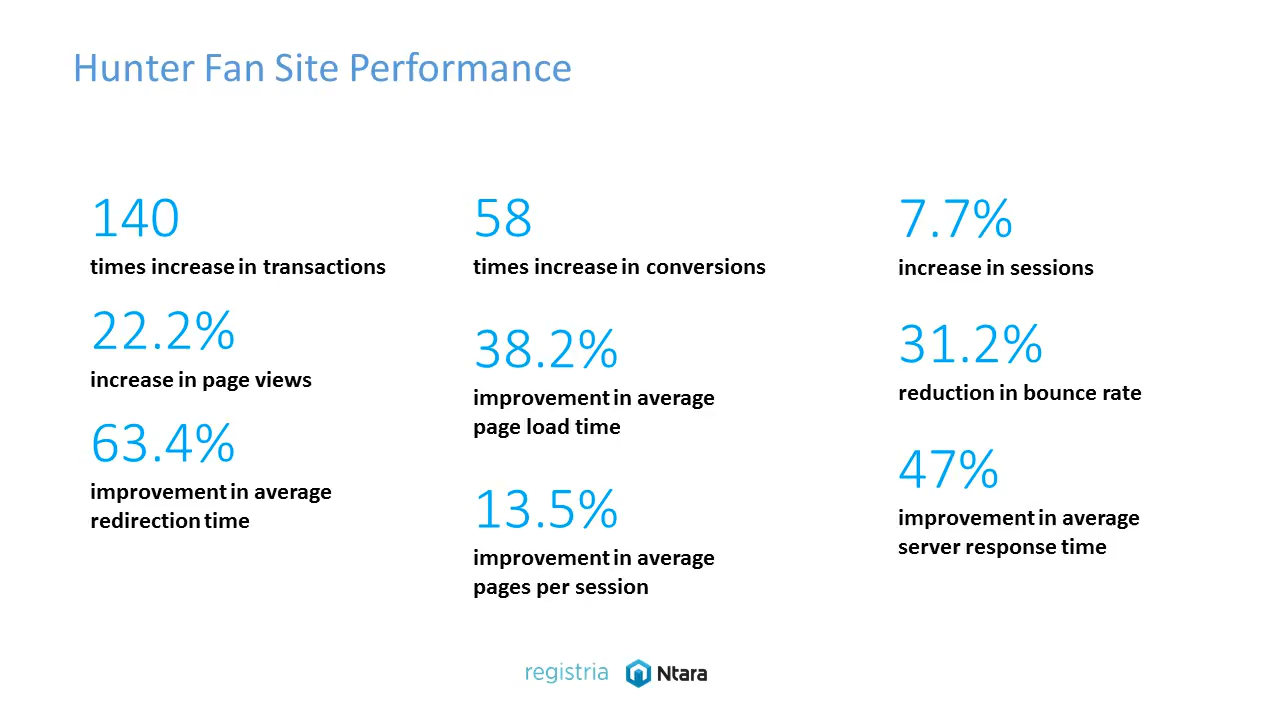 Hunter Fan Site Performance
140
times increase in transactions
22.2%
increase in page views
63.4%
improvement in average
redirection time
58
times increase in conversions
38.2%
improvement in average
page load time
13.5%
improvement in average
pages per session
7.7%
increase in sessions
31.2%
reduction in bounce rate
47%
improvement in average
server response time
registria
Ntara